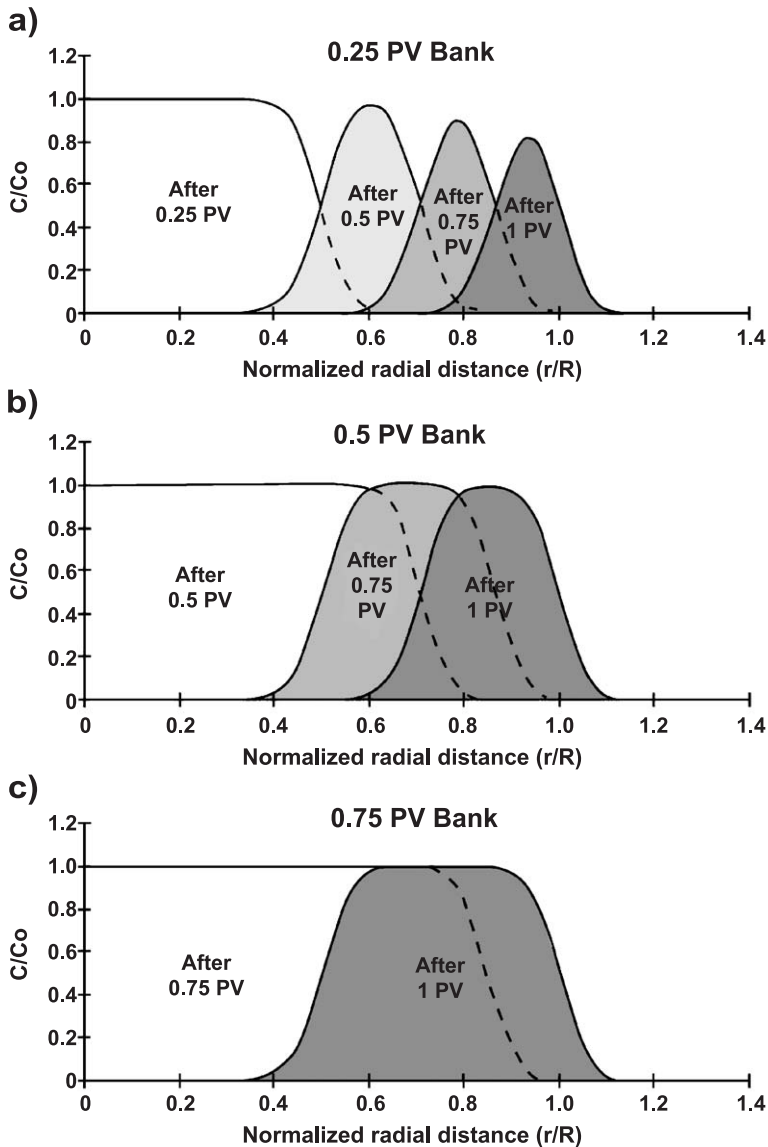 a)
0.25 PV Bank
1.2
1.0
0.8
0.6
0.4
0.2
0
C/Co
After
0.25 PV
After
0.5 PV
After
0.75
PV
After
1 PV
0 0.2 0.4 0.6 0.8 1.0 1.2 1.4
Normalized radial distance (r/R)
b)
0.5 PV Bank
1.2
1.0
0.8
0.6
0.4
0.2
0
C/Co
After
0.5 PV
After
0.75
PV
After
1 PV
0 0.2 0.4 0.6 0.8 1.0 1.2 1.4
Normalized radial distance (r/R)
c)
0.75 PV Bank
1.2
1.0
0.8
0.6
0.4
0.2
0
C/Co
After
0.75 PV
After
1 PV
0 0.2 0.4 0.6 0.8 1.0 1.2 1.4
Normalized radial distance (r/R)